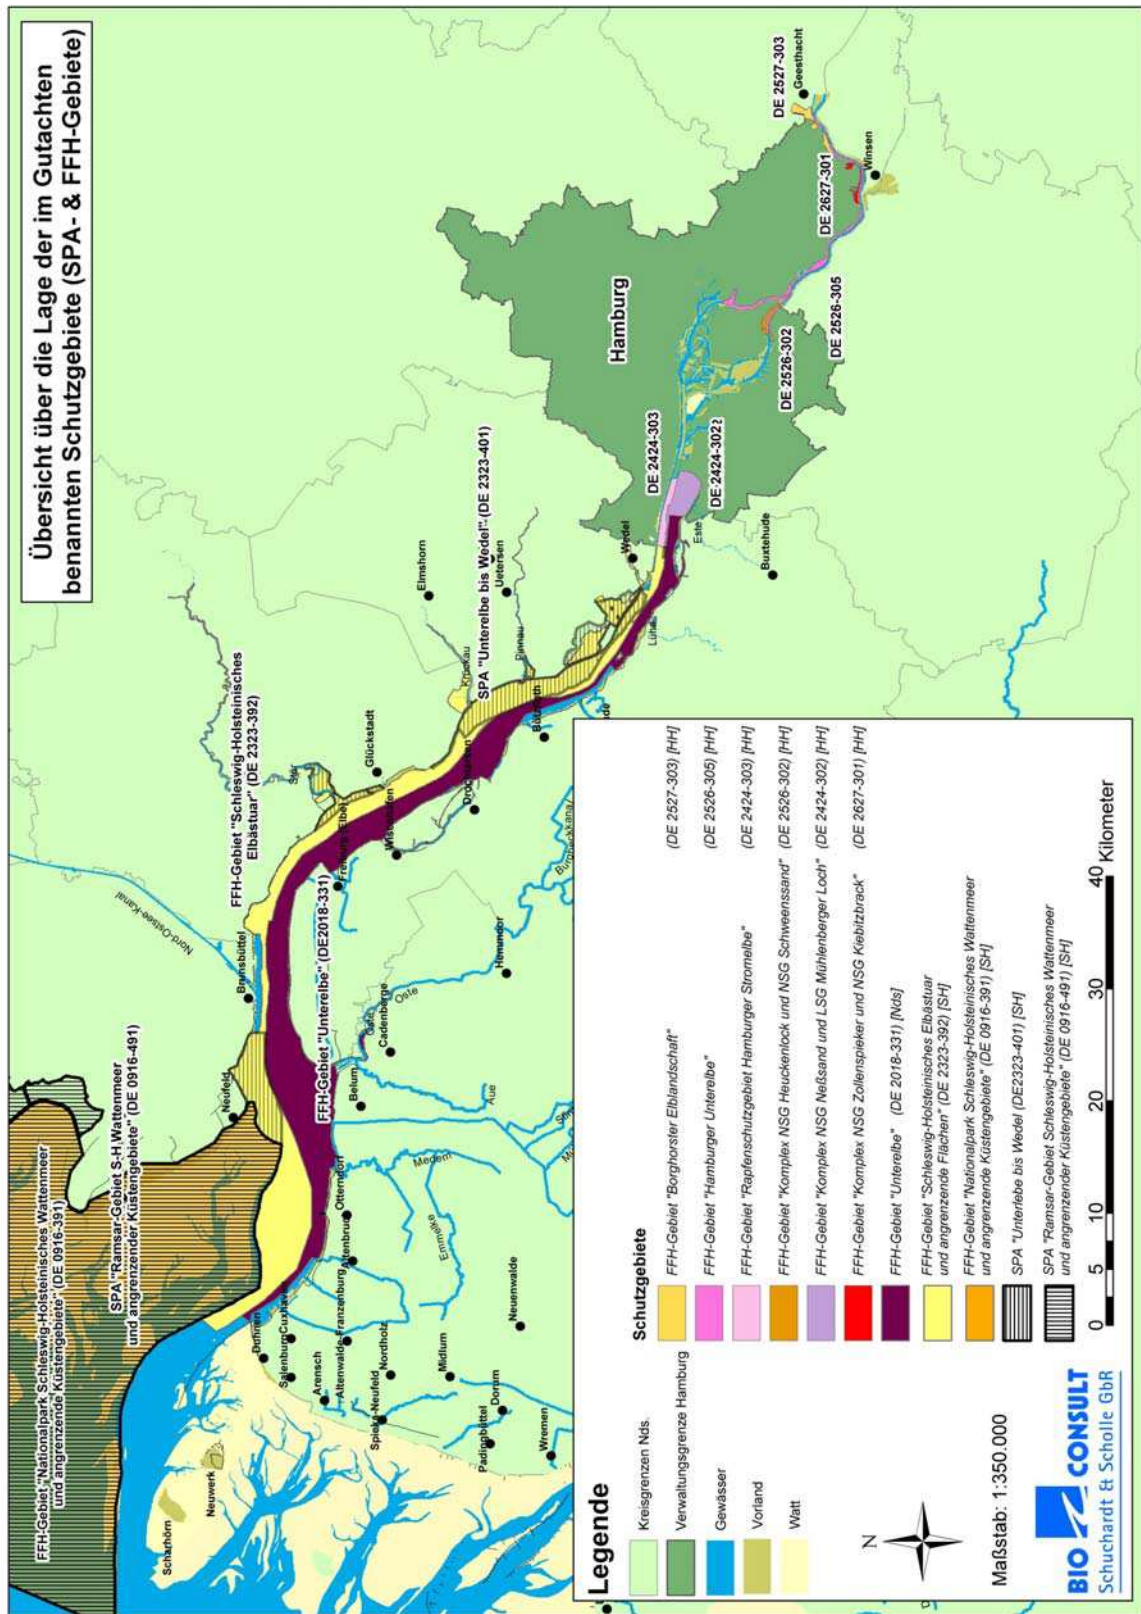 Übersicht über die Lage der im Gutachten
benannten Schutzgebiete (SPA- & FFH-Gebiete)
FFH-Gebiet "Nationalpark Schleswig-Holsteinisches Wattenmeer
und angrenzende Küstengebiete" (DE 0916-391)
SPA "Ramsar-Gebiet S-H Wattenmeer
und angrenzender Küstengebiete" (DE 0916-491)
FFH-Gebiet "Schleswig-Holsteinisches
Elbästuar" (DE 2323-392)
SPA "Unterelbe bis Wedel" (DE 2323-401)
FFH-Gebiet "Unterelbe" (DE2018-331)
Nord-Ostsee-Kanal
Scharhörn
Neuwerk
Neufeld
Brunsbüttel
Stör
Glückstadt
Krückau
Elmshorn
Pinnau
Uetersen
Wedel
Hamburg
DE 2424-303
DE 2424-302
DE 2526-302
DE 2526-305
DE 2627-301
DE 2527-303
Geesthacht
Winsen
Este
Buxtehude
Lühe
Drochtersen
Wischhafen
Freiburg (Elbe)
Oste
Oste
Cadenberge
Belum
Hemmoor
Aue
Medem
Emmelke
Otterndorf
Altenbruch
Duhnen
Cuxhaven
Sahlenburg
Arensch
Altenwalde-Franzenburg
Spieka-Neufeld
Nordholz
Midlum
Neuenwalde
Dorum
Padingbüttel
Wremen
Legende
Kreisgrenzen Nds.
Verwaltungsgrenze Hamburg
Gewässer
Vorland
Watt
N
Maßstab: 1:350.000
BIO CONSULT
Schuchardt & Scholle GbR
Schutzgebiete
FFH-Gebiet "Borghorster Elblandschaft" (DE 2527-303) [HH]
FFH-Gebiet "Hamburger Unterelbe" (DE 2526-305) [HH]
FFH-Gebiet "Rapfenschutzgebiet Hamburger Stromelbe" (DE 2424-303) [HH]
FFH-Gebiet "Komplex NSG Heuckenlock und NSG Schweenssand" (DE 2526-302) [HH]
FFH-Gebiet "Komplex NSG Neßsand und LSG Mühlenberger Loch" (DE 2424-302) [HH]
FFH-Gebiet "Komplex NSG Zollenspieker und NSG Kiebitzbrack" (DE 2627-301) [HH]
FFH-Gebiet "Unterelbe" (DE 2018-331) [Nds]
FFH-Gebiet "Schleswig-Holsteinisches Elbästuar
und angrenzende Flächen" (DE 2323-392) [SH]
FFH-Gebiet "Nationalpark Schleswig-Holsteinisches Wattenmeer
und angrenzende Küstengebiete" (DE 0916-391) [SH]
SPA "Unterlebe bis Wedel (DE2323-401) [SH]
SPA "Ramsar-Gebiet Schleswig-Holsteinisches Wattenmeer
und angrenzender Küstengebiete" (DE 0916-491) [SH]
0 5 10 20 30 40
Kilometer